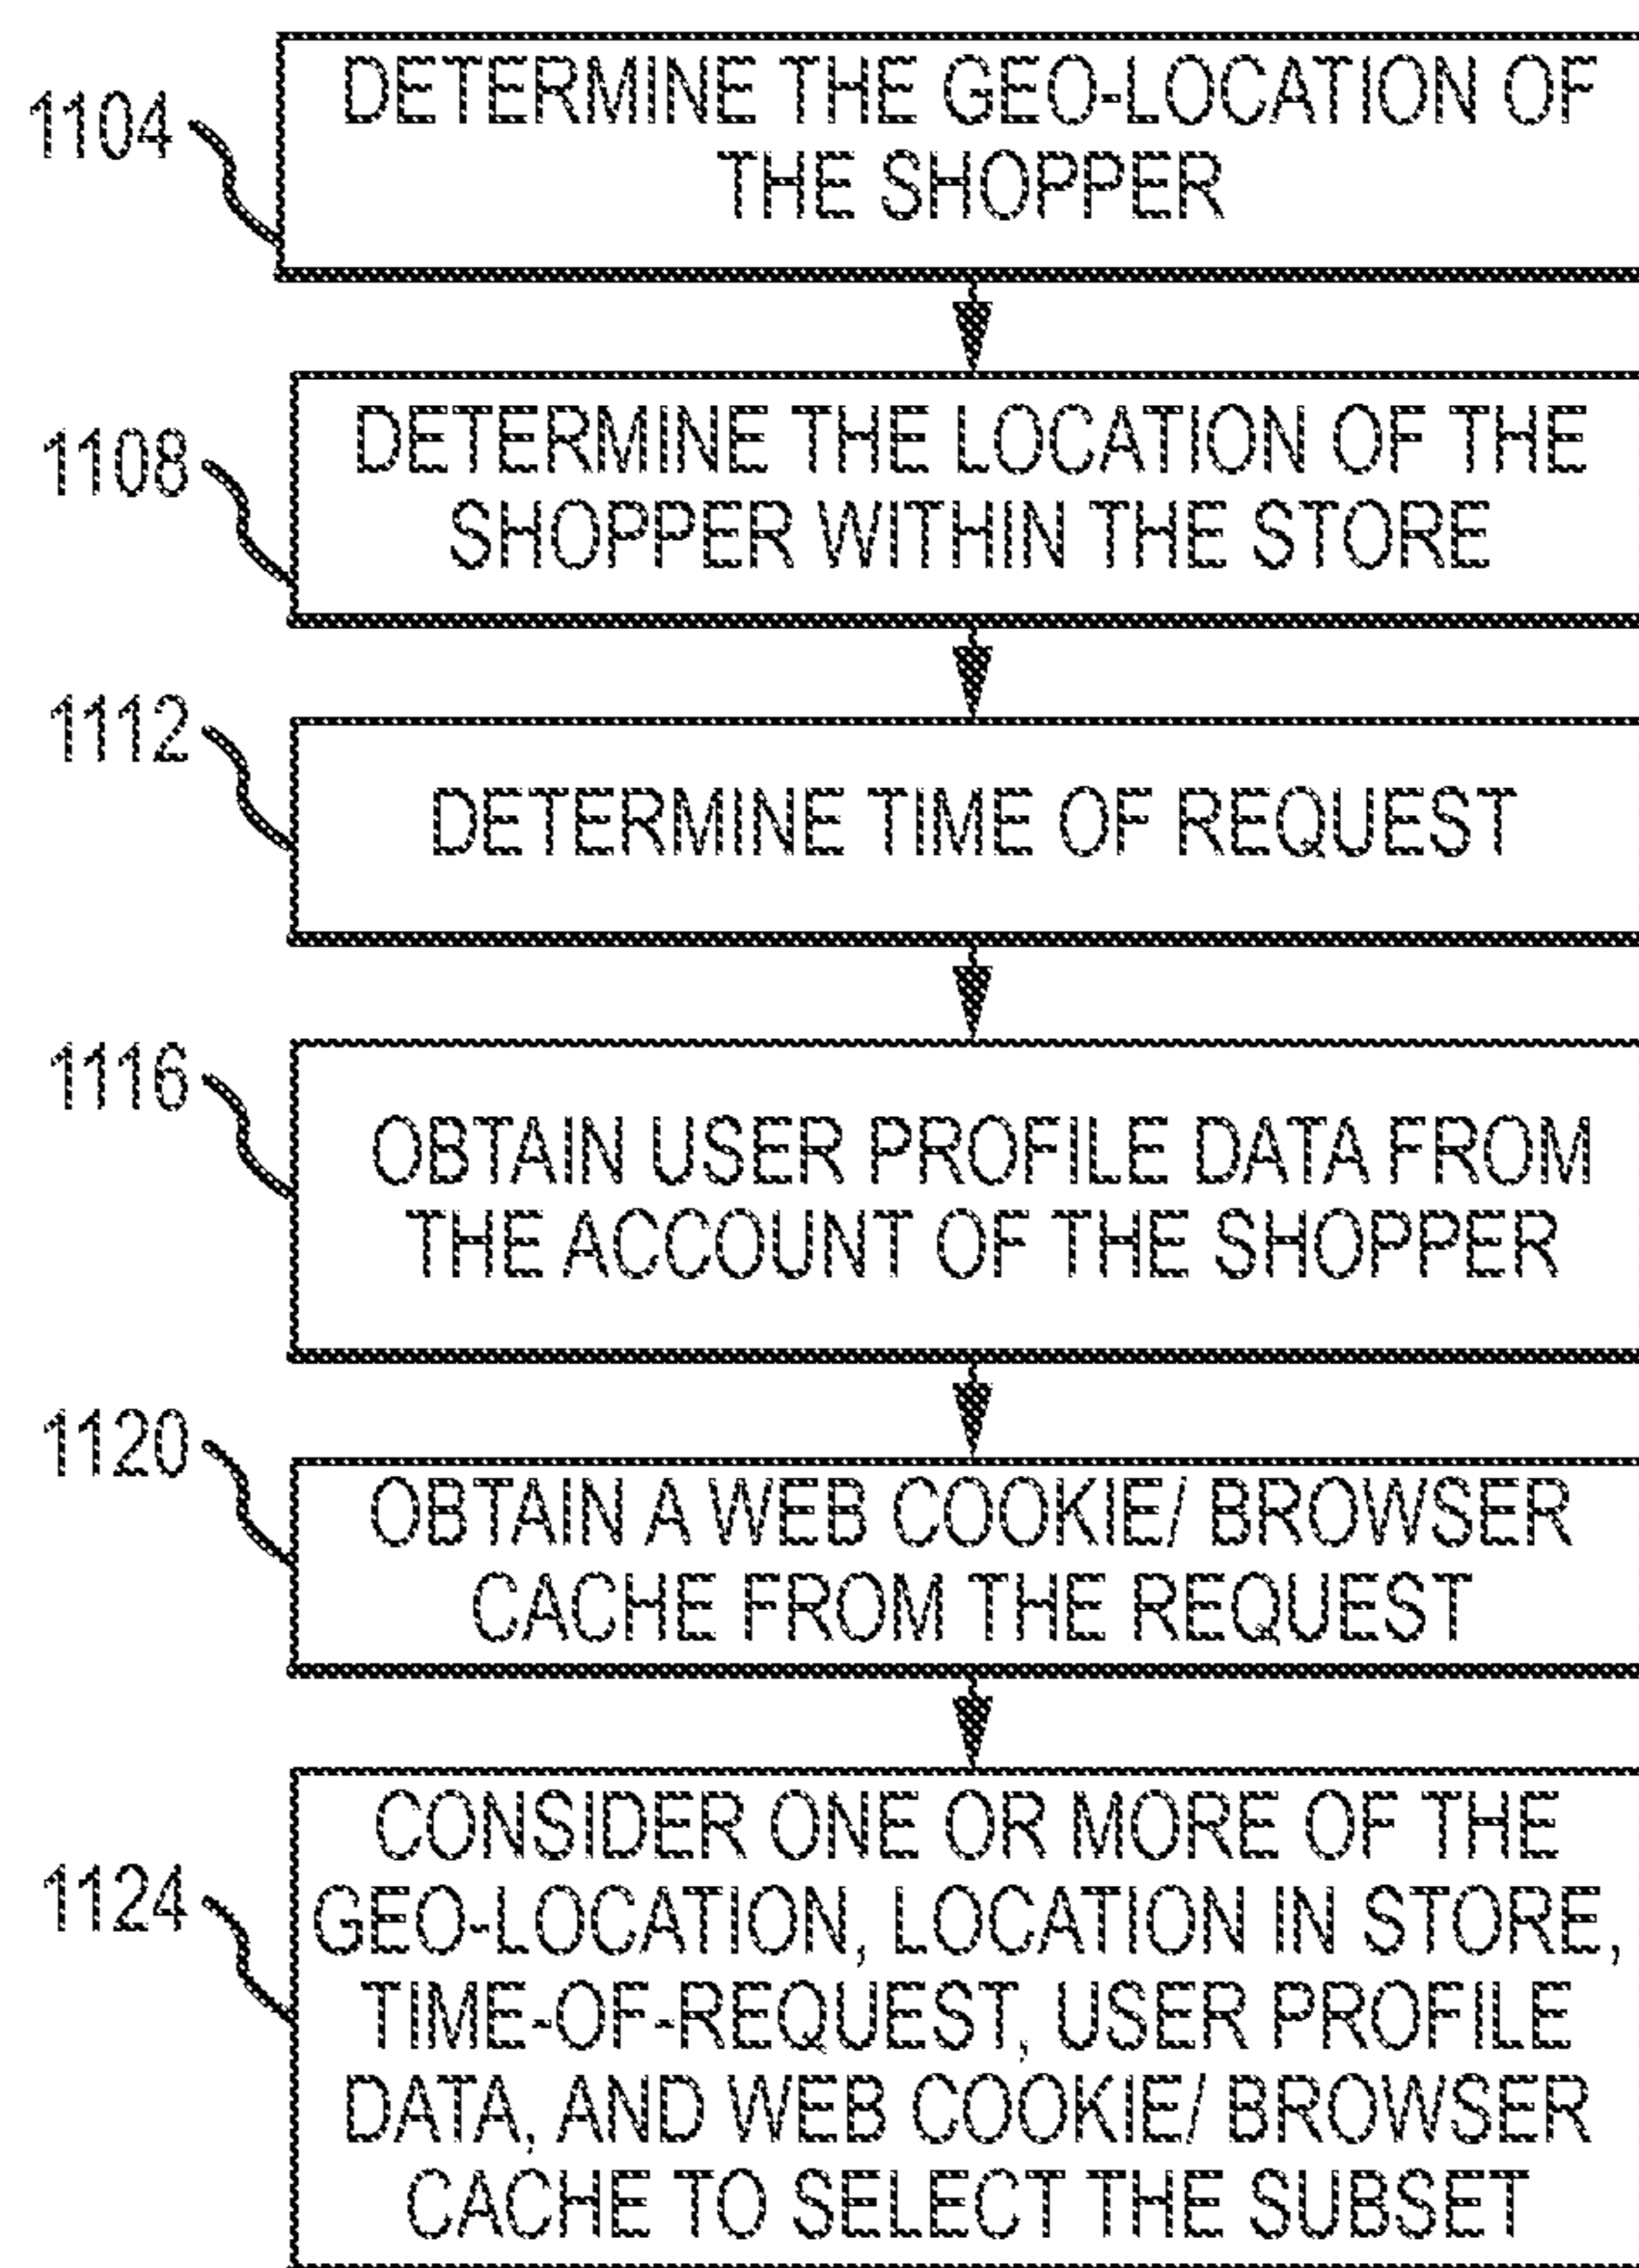 1104
DETERMINE THE GEO-LOCATION OF
THE SHOPPER
1108
DETERMINE THE LOCATION OF THE
SHOPPER WITHIN THE STORE
1112
DETERMINE TIME OF REQUEST
1116
OBTAIN USER PROFILE DATA FROM
THE ACCOUNT OF THE SHOPPER
1120
OBTAIN A WEB COOKIE/ BROWSER
CACHE FROM THE REQUEST
1124
CONSIDER ONE OR MORE OF THE
GEO-LOCATION, LOCATION IN STORE,
TIME-OF-REQUEST, USER PROFILE
DATA, AND WEB COOKIE/ BROWSER
CACHE TO SELECT THE SUBSET